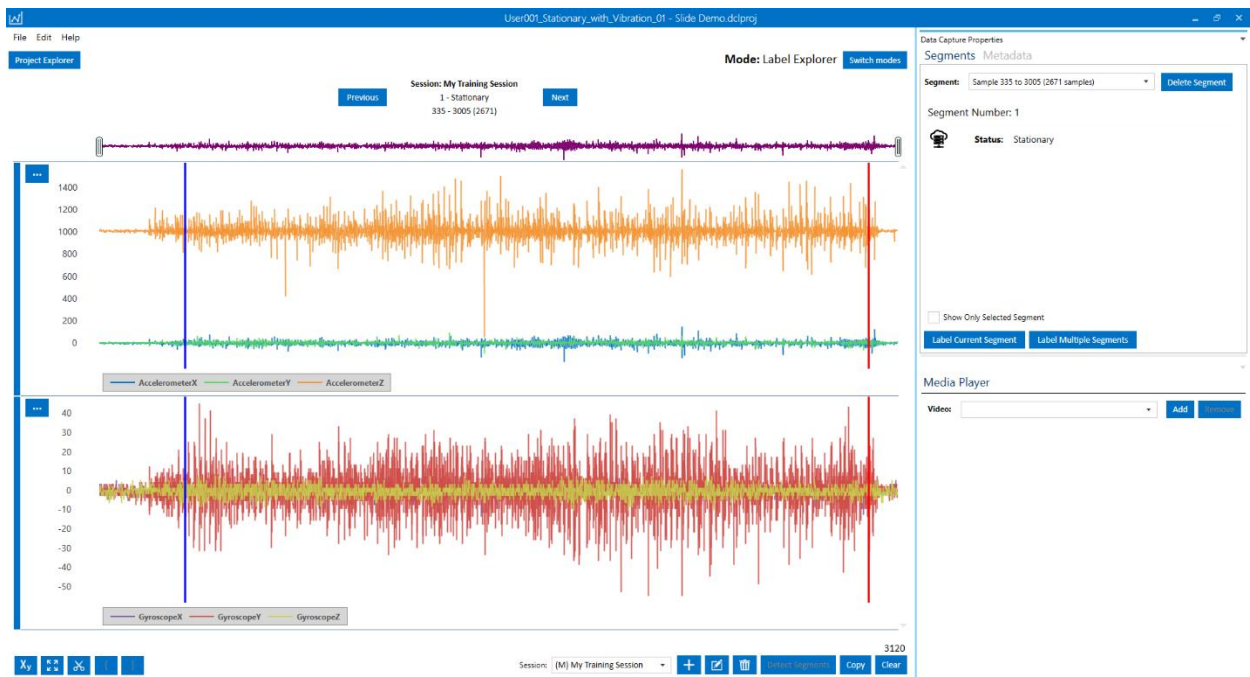 User001_Stationary_with_Vibration_01 - Slide Demo.dclproj
File Edit Help
Project Explorer
Mode: Label Explorer Switch modes
Session: My Training Session
Previous 1 - Stationary Next
335 - 3005 (2671)
...
1400
1200
1000
800
600
400
200
0
AccelerometerX AccelerometerY AccelerometerZ
...
40
30
20
10
0
-10
-20
-30
-40
-50
GyroscopeX GyroscopeY GyroscopeZ
3120
Xy { } Session: (M) My Training Session Detect Segments Copy Clear
Data Capture Properties
Segments Metadata
Segment: Sample 335 to 3005 (2671 samples) Delete Segment
Segment Number: 1
Status: Stationary
Show Only Selected Segment
Label Current Segment Label Multiple Segments
Media Player
Video: Add Remove